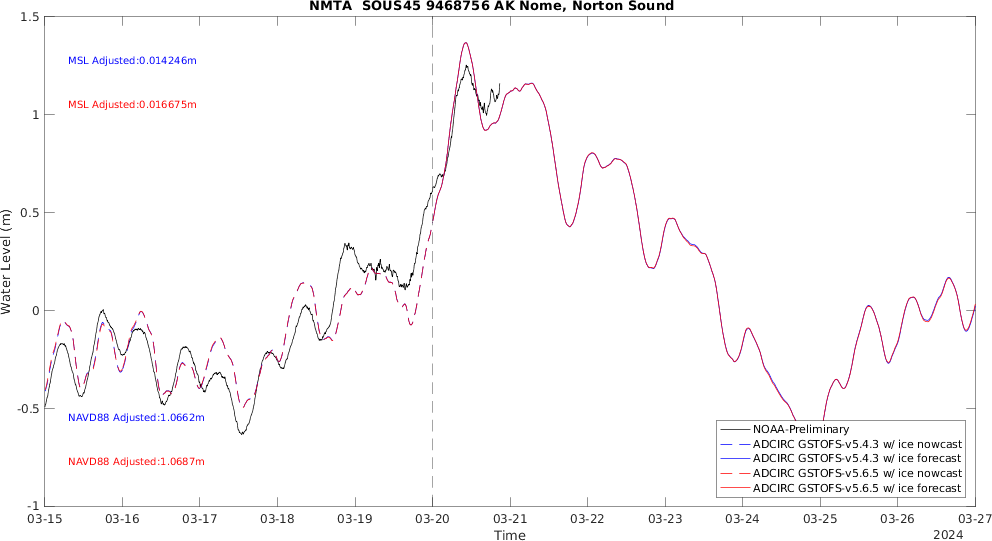 NMTA  SOUS45 9468756 AK Nome, Norton Sound
1.5
1
0.5
0
-0.5
-1
Water Level (m)
MSL Adjusted:0.014246m
MSL Adjusted:0.016675m
NAVD88 Adjusted:1.0662m
NAVD88 Adjusted:1.0687m
NOAA-Preliminary
ADCIRC GSTOFS-v5.4.3 w/ ice nowcast
ADCIRC GSTOFS-v5.4.3 w/ ice forecast
ADCIRC GSTOFS-v5.6.5 w/ ice nowcast
ADCIRC GSTOFS-v5.6.5 w/ ice forecast
03-15 03-16 03-17 03-18 03-19 03-20 03-21 03-22 03-23 03-24 03-25 03-26 03-27
Time
2024